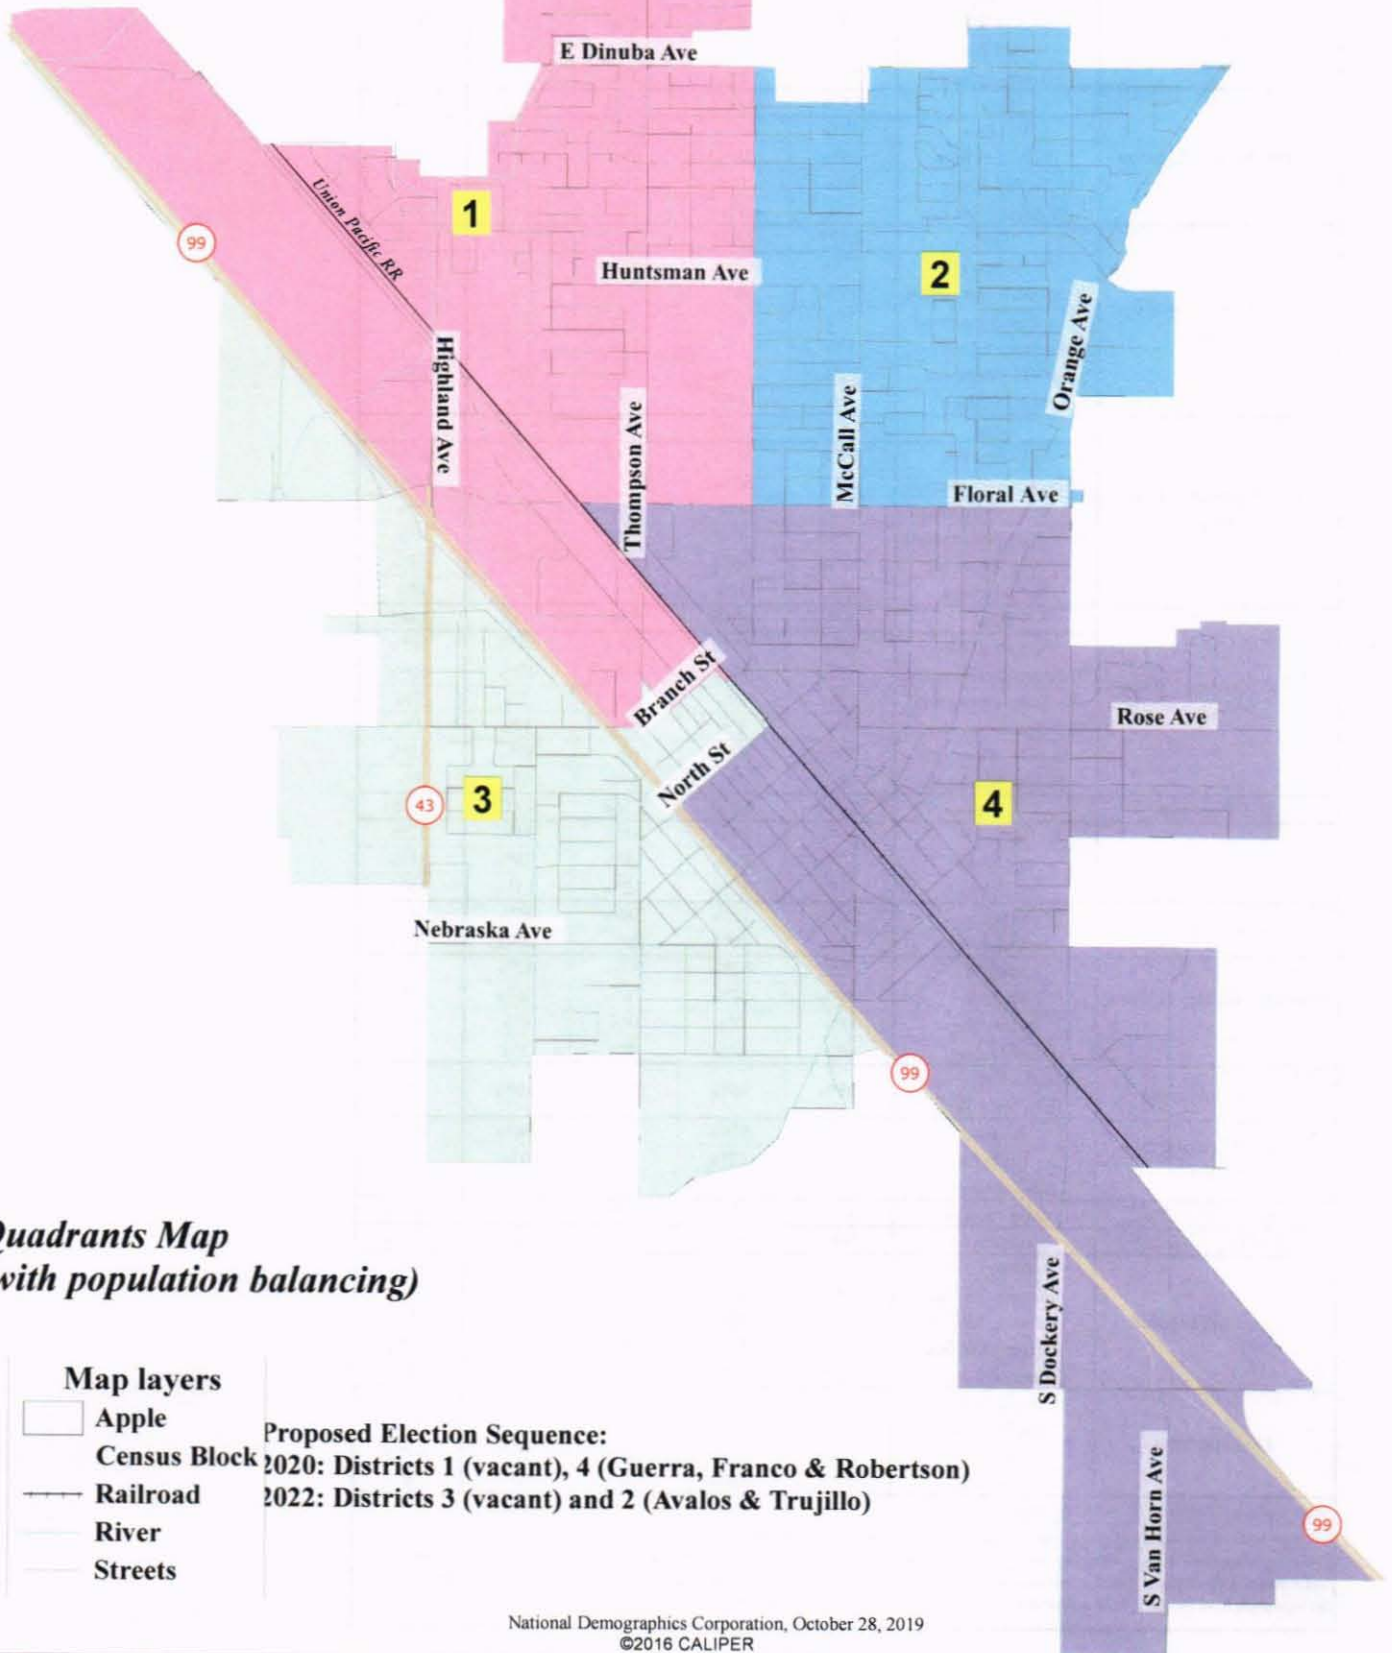 E Dinuba Ave
Union Pacific RR
1
99
Huntsman Ave
2
Orange Ave
Highland Ave
Thompson Ave
McCall Ave
Floral Ave
Branch St
Rose Ave
North St
43
3
4
Nebraska Ave
99
uadrants Map
with population balancing)
S Dockery Ave
Map layers
Apple
Census Block
Railroad
River
Streets
Proposed Election Sequence:
2020: Districts 1 (vacant), 4 (Guerra, Franco & Robertson)
2022: Districts 3 (vacant) and 2 (Avalos & Trujillo)
S Van Horn Ave
99
National Demographics Corporation, October 28, 2019
©2016 CALIPER